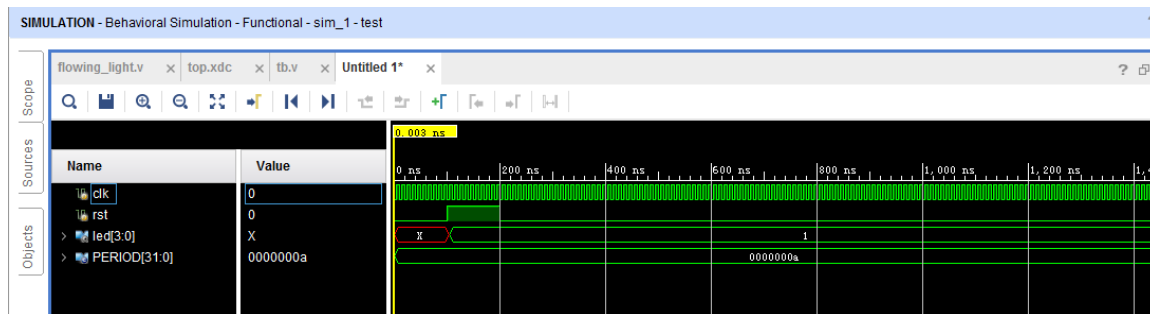 SIMULATION - Behavioral Simulation - Functional - sim_1 - test
flowing_light.v × top.xdc × tb.v × Untitled 1* ×
?
Scope
Sources
Objects
0.003 ns
Name Value
0 ns 200 ns 400 ns 600 ns 800 ns 1,000 ns 1,200 ns
clk 0
rst 0
led[3:0] X X 1
PERIOD[31:0] 0000000a 0000000a